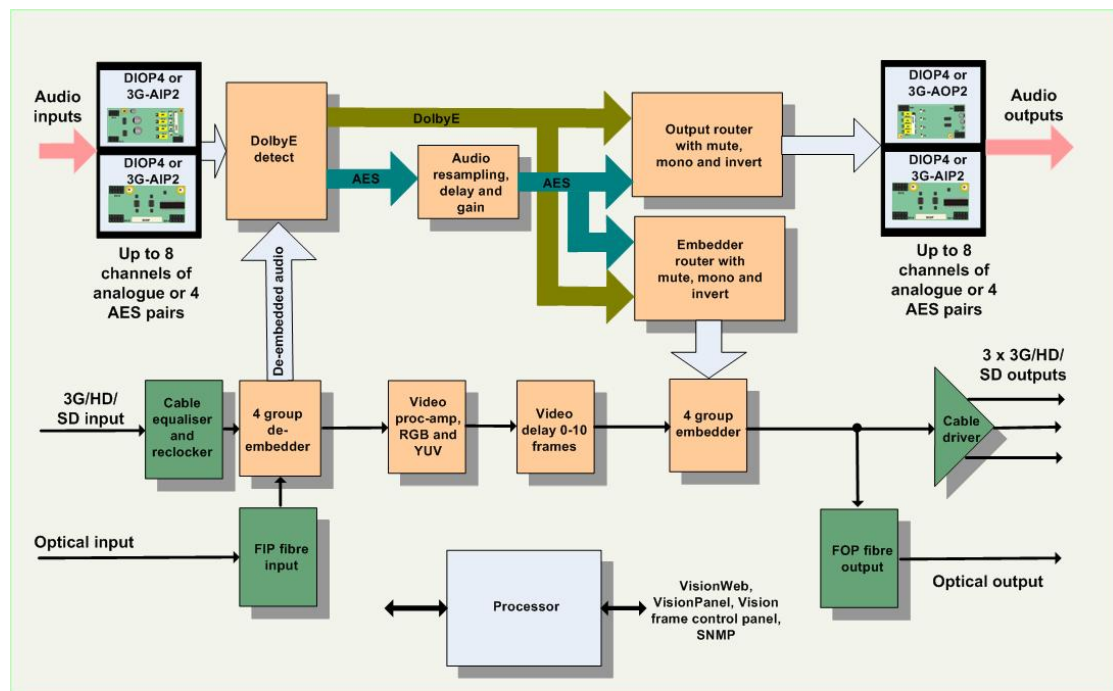 Audio
inputs
DIOP4 or
3G-AIP2
DIOP4 or
3G-AIP2
Up to 8
channels of
analogue or 4
AES pairs
DolbyE
detect
DolbyE
AES
Audio
resampling,
delay and
gain
AES
Output router
with mute,
mono and
invert
Embedder
router with
mute, mono and
invert
DIOP4 or
3G-AOP2
DIOP4 or
3G-AIP2
Audio
outputs
Up to 8
channels of
analogue or 4
AES pairs
De-embedded audio
3G/HD/
SD input
Cable
equaliser
and
reclocker
4 group
de-
embedder
Video
proc-amp,
RGB and
YUV
Video
delay 0-10
frames
4 group
embedder
Cable
driver
3 x 3G/HD/
SD outputs
Optical input
FIP fibre
input
Processor
VisionWeb,
VisionPanel, Vision
frame control panel,
SNMP
FOP fibre
output
Optical output